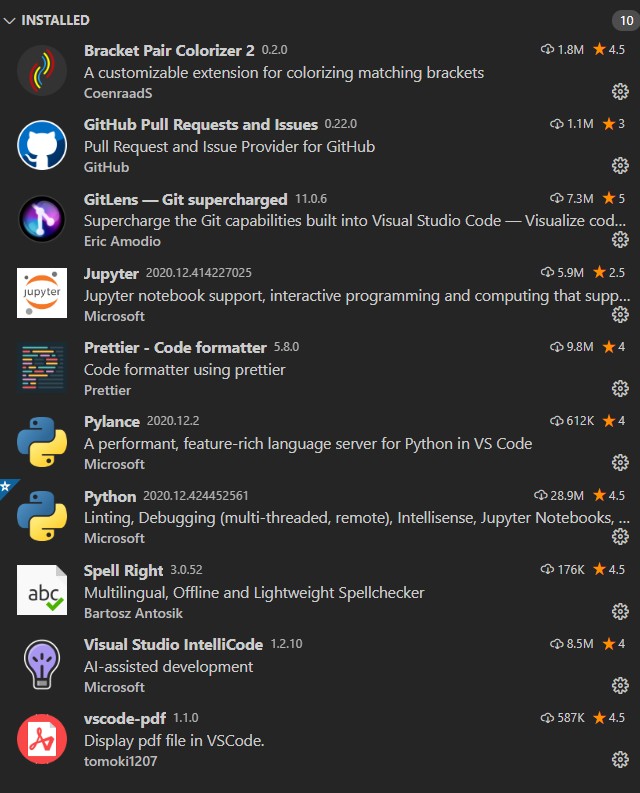 INSTALLED 10
Bracket Pair Colorizer 2 0.2.0 1.8M 4.5
A customizable extension for colorizing matching brackets
CoenraadS
GitHub Pull Requests and Issues 0.22.0 1.1M 3
Pull Request and Issue Provider for GitHub
GitHub
GitLens — Git supercharged 11.0.6 7.3M 5
Supercharge the Git capabilities built into Visual Studio Code — Visualize cod...
Eric Amodio
jupyter
Jupyter 2020.12.414227025 5.9M 2.5
Jupyter notebook support, interactive programming and computing that supp...
Microsoft
Prettier - Code formatter 5.8.0 9.8M 4
Code formatter using prettier
Prettier
Pylance 2020.12.2 612K 4
A performant, feature-rich language server for Python in VS Code
Microsoft
Python 2020.12.424452561 28.9M 4.5
Linting, Debugging (multi-threaded, remote), Intellisense, Jupyter Notebooks, ...
Microsoft
abc
Spell Right 3.0.52 176K 4.5
Multilingual, Offline and Lightweight Spellchecker
Bartosz Antosik
Visual Studio IntelliCode 1.2.10 8.5M 4
AI-assisted development
Microsoft
vscode-pdf 1.1.0 587K 4.5
Display pdf file in VSCode.
tomoki1207